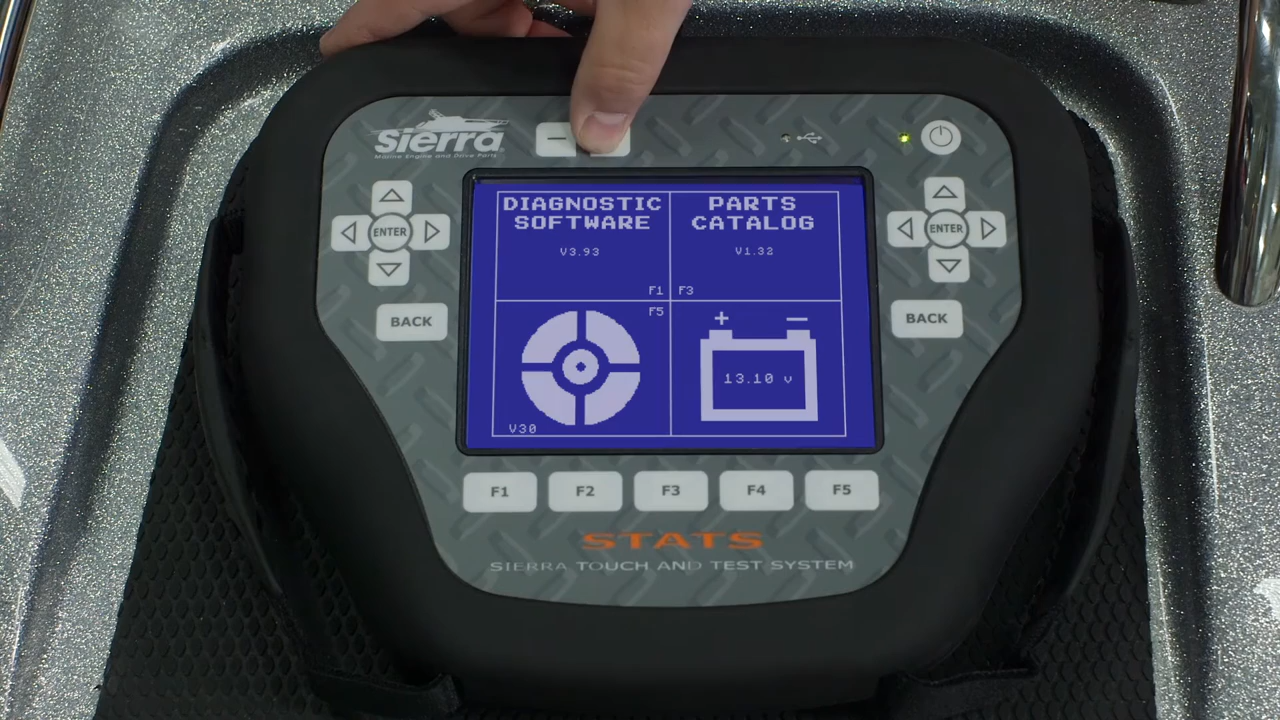 Sierra
Marine Engine and Drive Parts
−
ENTER
BACK
ENTER
BACK
DIAGNOSTIC
SOFTWARE
V3.93
F1
PARTS
CATALOG
V1.32
F3
F5
V30
+ −
13.10 v
F1 F2 F3 F4 F5
STATS
SIERRA TOUCH AND TEST SYSTEM